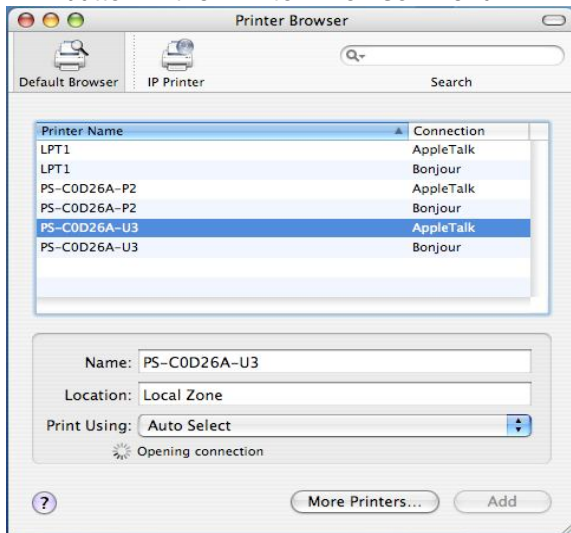 Printer Browser
Default Browser
IP Printer
Search
Printer Name Connection
LPT1 AppleTalk
LPT1 Bonjour
PS-C0D26A-P2 AppleTalk
PS-C0D26A-P2 Bonjour
PS-C0D26A-U3 AppleTalk
PS-C0D26A-U3 Bonjour
Name: PS-C0D26A-U3
Location: Local Zone
Print Using: Auto Select
Opening connection
? More Printers... Add